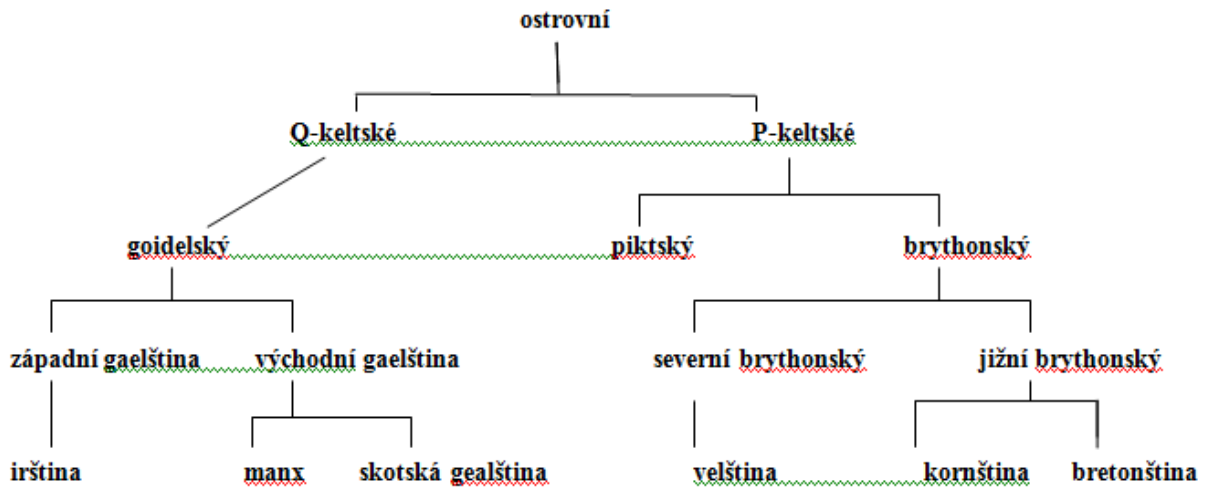 ostrovní
Q-keltské P-keltské
goidelský piktský brythonský
západní gaelština východní gaelština severní brythonský jižní brythonský
irština manx skotská gealština velština kornština bretonština